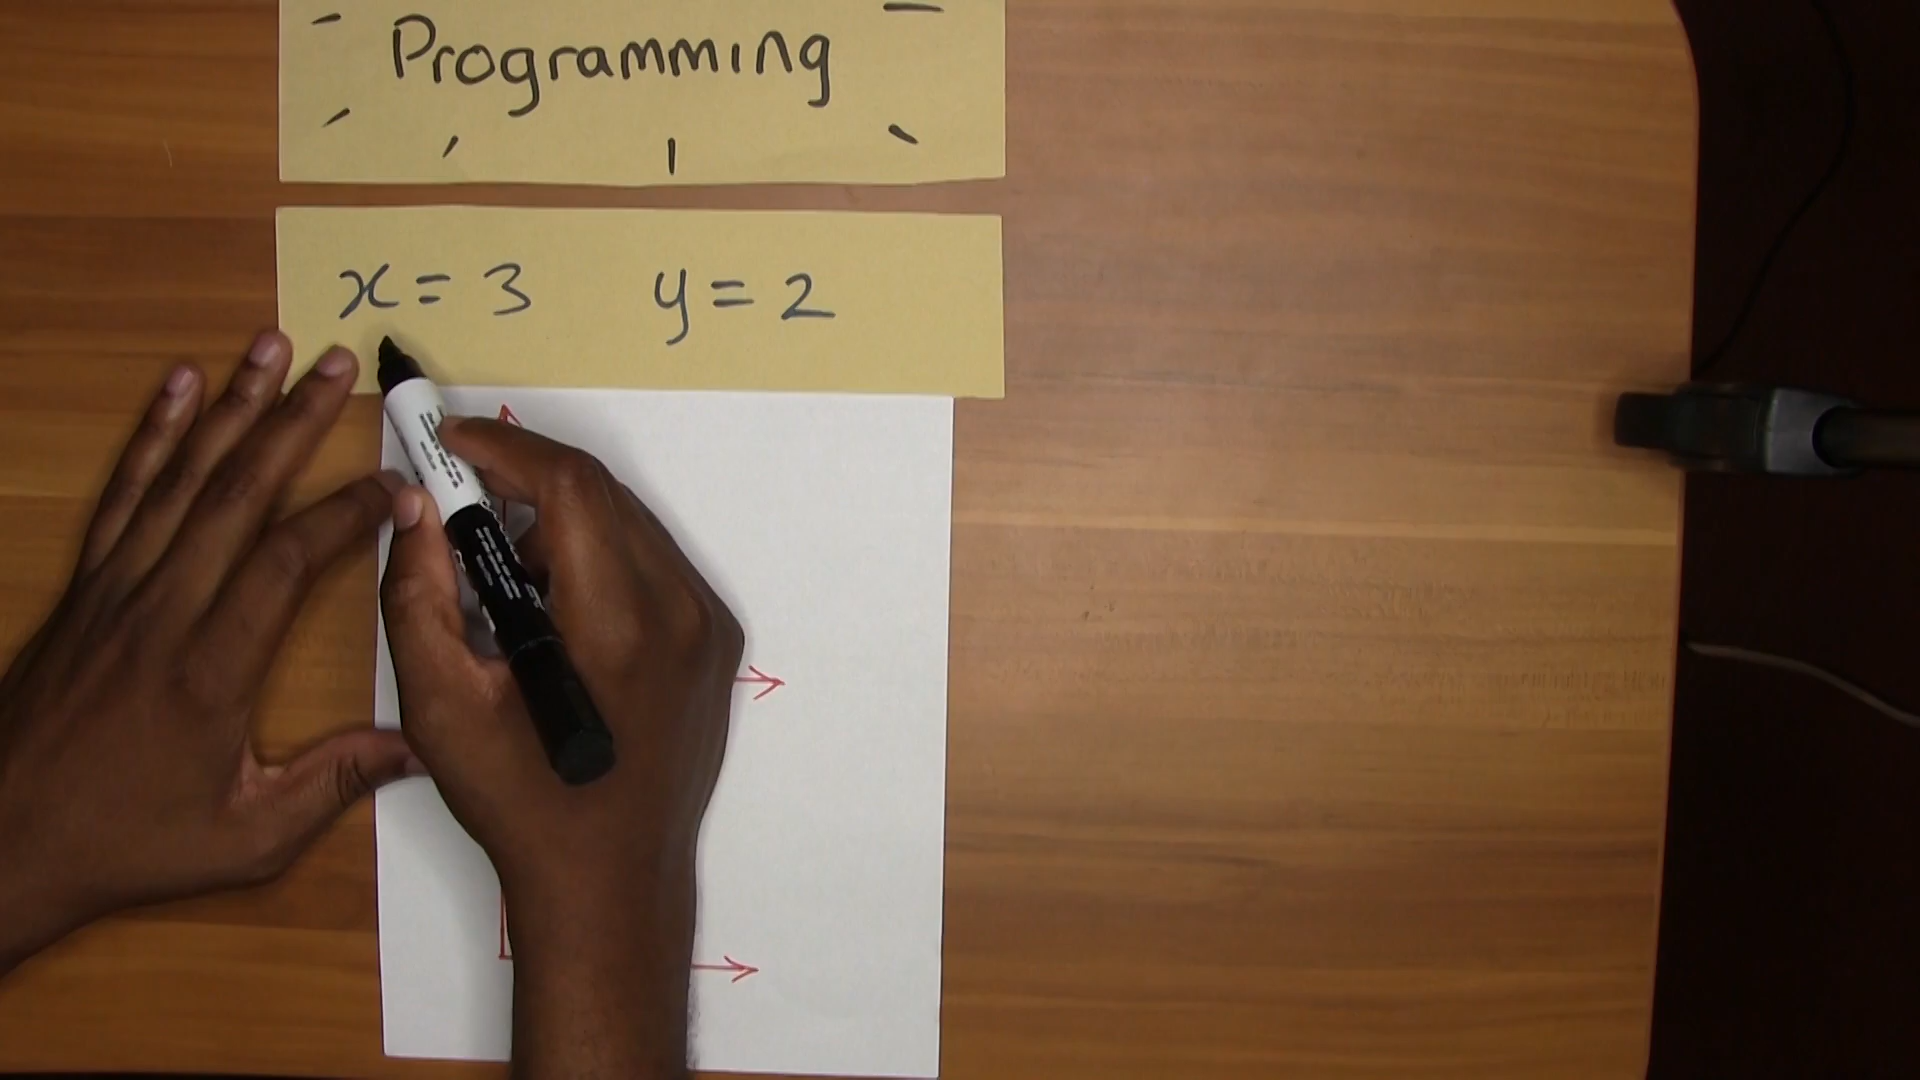 Programming
x = 3 y = 2